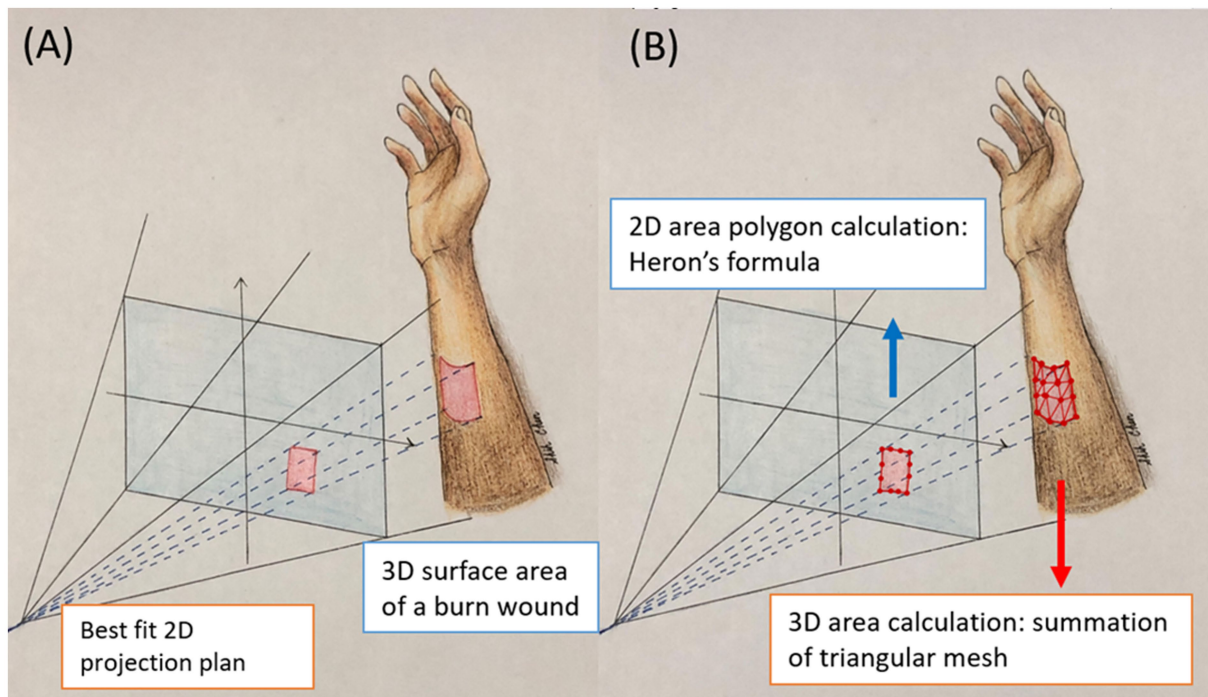 (A)
3D surface area
of a burn wound
Best fit 2D
projection plan
(B)
2D area polygon calculation:
Heron's formula
3D area calculation: summation
of triangular mesh